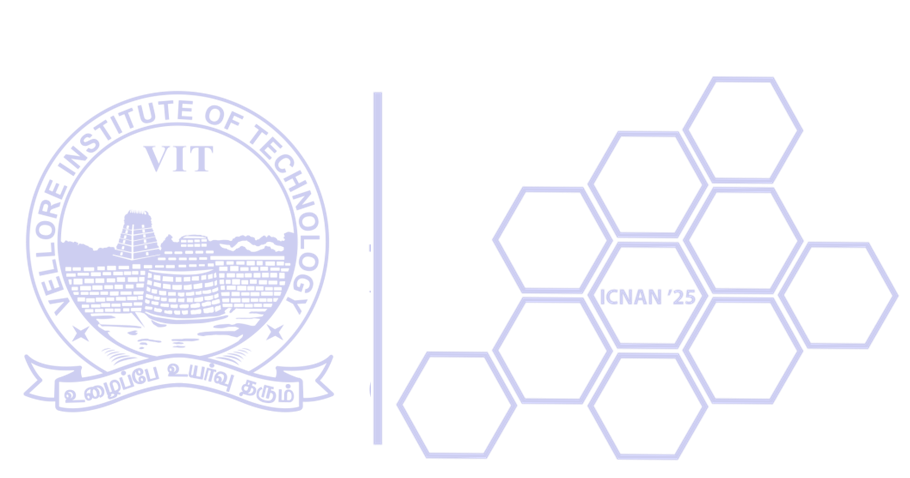 VELLORE INSTITUTE OF TECHNOLOGY
VIT
உழைப்பே உயர்வு தரும்
ICNAN ’25